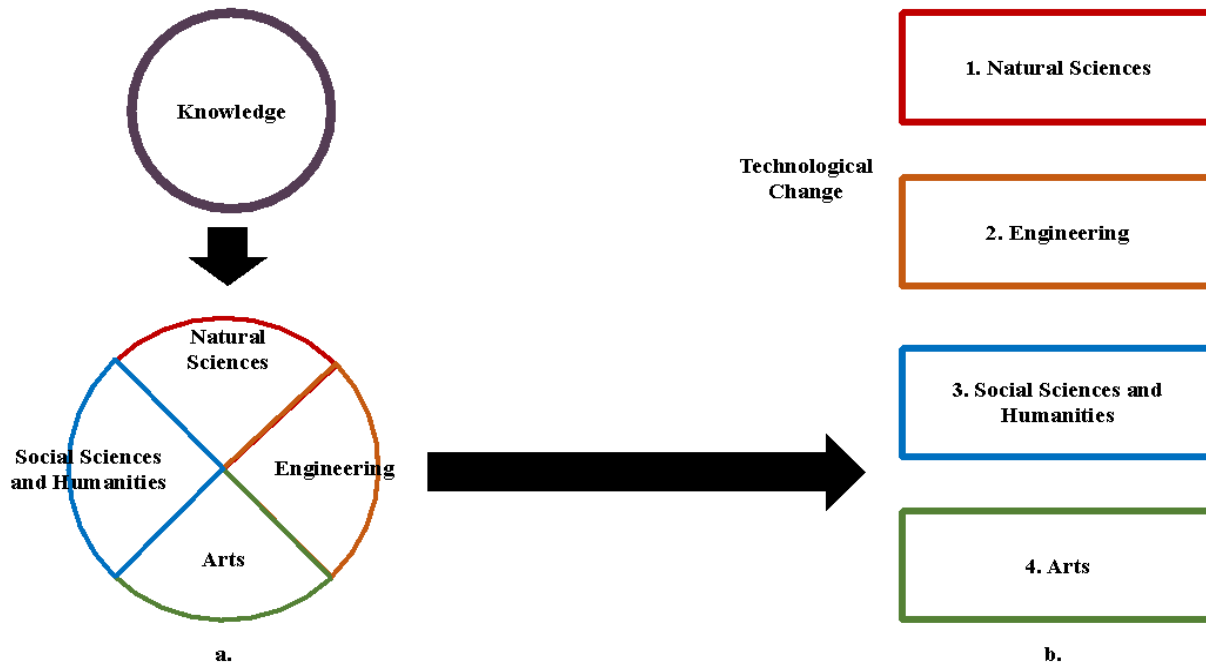 Knowledge
Natural
Sciences
Social Sciences
and Humanities
Engineering
Arts
a.
Technological
Change
1. Natural Sciences
2. Engineering
3. Social Sciences and
Humanities
4. Arts
b.